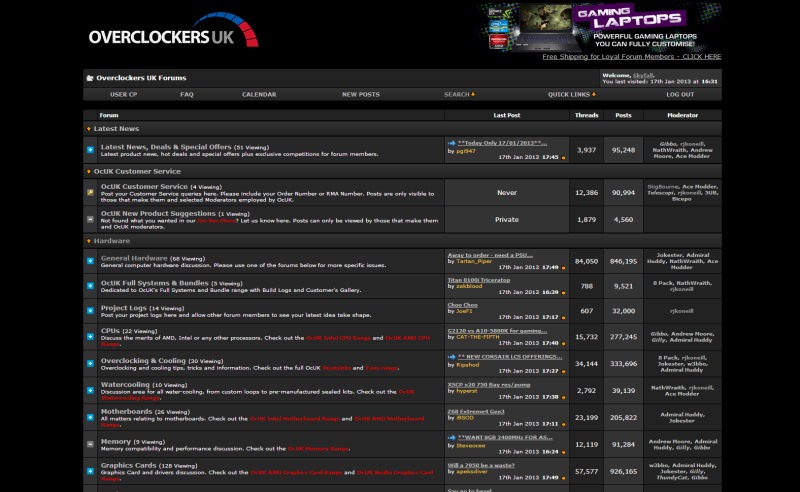 OVERCLOCKERS UK
GAMING
LAPTOPS
POWERFUL GAMING LAPTOPS
YOU CAN FULLY CUSTOMISE!
Free Shipping for Loyal Forum Members - CLICK HERE
Overclockers UK Forums
Welcome, Skyfall.
You last visited: 17th Jan 2013 at 16:31
USER CP FAQ CALENDAR NEW POSTS SEARCH QUICK LINKS LOG OUT
Forum Last Post Threads Posts Moderator
Latest News
Latest News, Deals & Special Offers (51 Viewing)
Latest product news, hot deals and special offers plus exclusive competitions for forum members.
**Today Only 17/01/2013**...
by pgi947
17th Jan 2013 17:45
3,937 95,248
Gibbo, rjkoneill,
NathWraith, Andrew
Moore, Ace Modder
OcUK Customer Service
OcUK Customer Service (4 Viewing)
Post your Customer Service queries here. Please include your Order Number or RMA Number. Posts are only visible to
those that make them and selected Moderators employed by OcUK.
Never 12,386 90,994
StigBourne, Ace Modder,
Telescopi, rjkoneill, SUB,
Bicepo
OcUK New Product Suggestions (1 Viewing)
Not found what you wanted in our On-line Store? Let us know here. Posts can only be viewed by those that make them
and OcUK moderators.
Private 1,879 4,560
Hardware
General Hardware (68 Viewing)
General computer hardware discussion. Please use one of the forums below for more specific issues.
Away to order - need a PSU...
by Tartan_Piper
17th Jan 2013 17:49
84,050 846,195
Jokester, Admiral
Huddy, NathWraith, Ace
Modder
OcUK Full Systems & Bundles (5 Viewing)
Dedicated to OcUK's Full Systems and Bundle range with Build Logs and Customer's Gallery.
Titan 8100i Triceratop
by zakblood
17th Jan 2013 16:39
788 9,521
8 Pack, NathWraith,
rjkoneill
Project Logs (14 Viewing)
Post your project logs here and allow other forum members to see your latest idea take shape.
Choo Choo
by JoeF1
17th Jan 2013 17:17
607 32,000
rjkoneill
CPUs (22 Viewing)
Discuss the merits of AMD, Intel or any other processors. Check out the OcUK Intel CPU Range and OcUK AMD CPU
Range.
G2120 vs A10-5800K for gaming...
by CAT-THE-FIFTH
17th Jan 2013 17:40
15,732 277,245
Gibbo, Andrew Moore,
Gilly, Admiral Huddy
Overclocking & Cooling (30 Viewing)
Overclocking and cooling tips, tricks and information. Check out the full OcUK Heatsinks and Fans range.
** NEW CORSAIR LCS OFFERINGS...
by Ripshod
17th Jan 2013 17:27
34,144 333,696
8 Pack, rjkoneill,
Jokester, w3bbo,
Admiral Huddy
Watercooling (10 Viewing)
Discussion area for all water-cooling, from custom loops to pre-manufactured sealed kits. Check out the OcUK
Watercooling Range.
XSCP v20 750 Bay res/pump
by hyperst
17th Jan 2013 17:38
2,792 39,139
NathWraith, rjkoneill,
Ace Modder
Motherboards (26 Viewing)
All matters relating to motherboards. Check out the OcUK Intel Motherboard Range and OcUK AMD Motherboard
Range.
Z68 Extreme4 Gen3
by iBSOD
17th Jan 2013 17:11
23,199 205,822
Admiral Huddy,
Jokester
Memory (9 Viewing)
Memory compatibility and performance discussion. Check out the OcUK Memory Range.
**WANT 8GB 2400MHz FOR AS...
by Steveocee
17th Jan 2013 16:24
12,119 91,284
Andrew Moore, Admiral
Huddy, Gilly, Gibbo
Graphics Cards (128 Viewing)
Graphics Card and drivers discussion. Check out the OcUK AMD Graphics Card Range and OcUK Nvidia Graphics Card
Range.
Will a 7950 be a waste?
by apeksdiver
17th Jan 2013 17:49
57,577 926,165
w3bbo, Admiral
Huddy, Jokester, Gilly,
ThundyCat, Gibbo